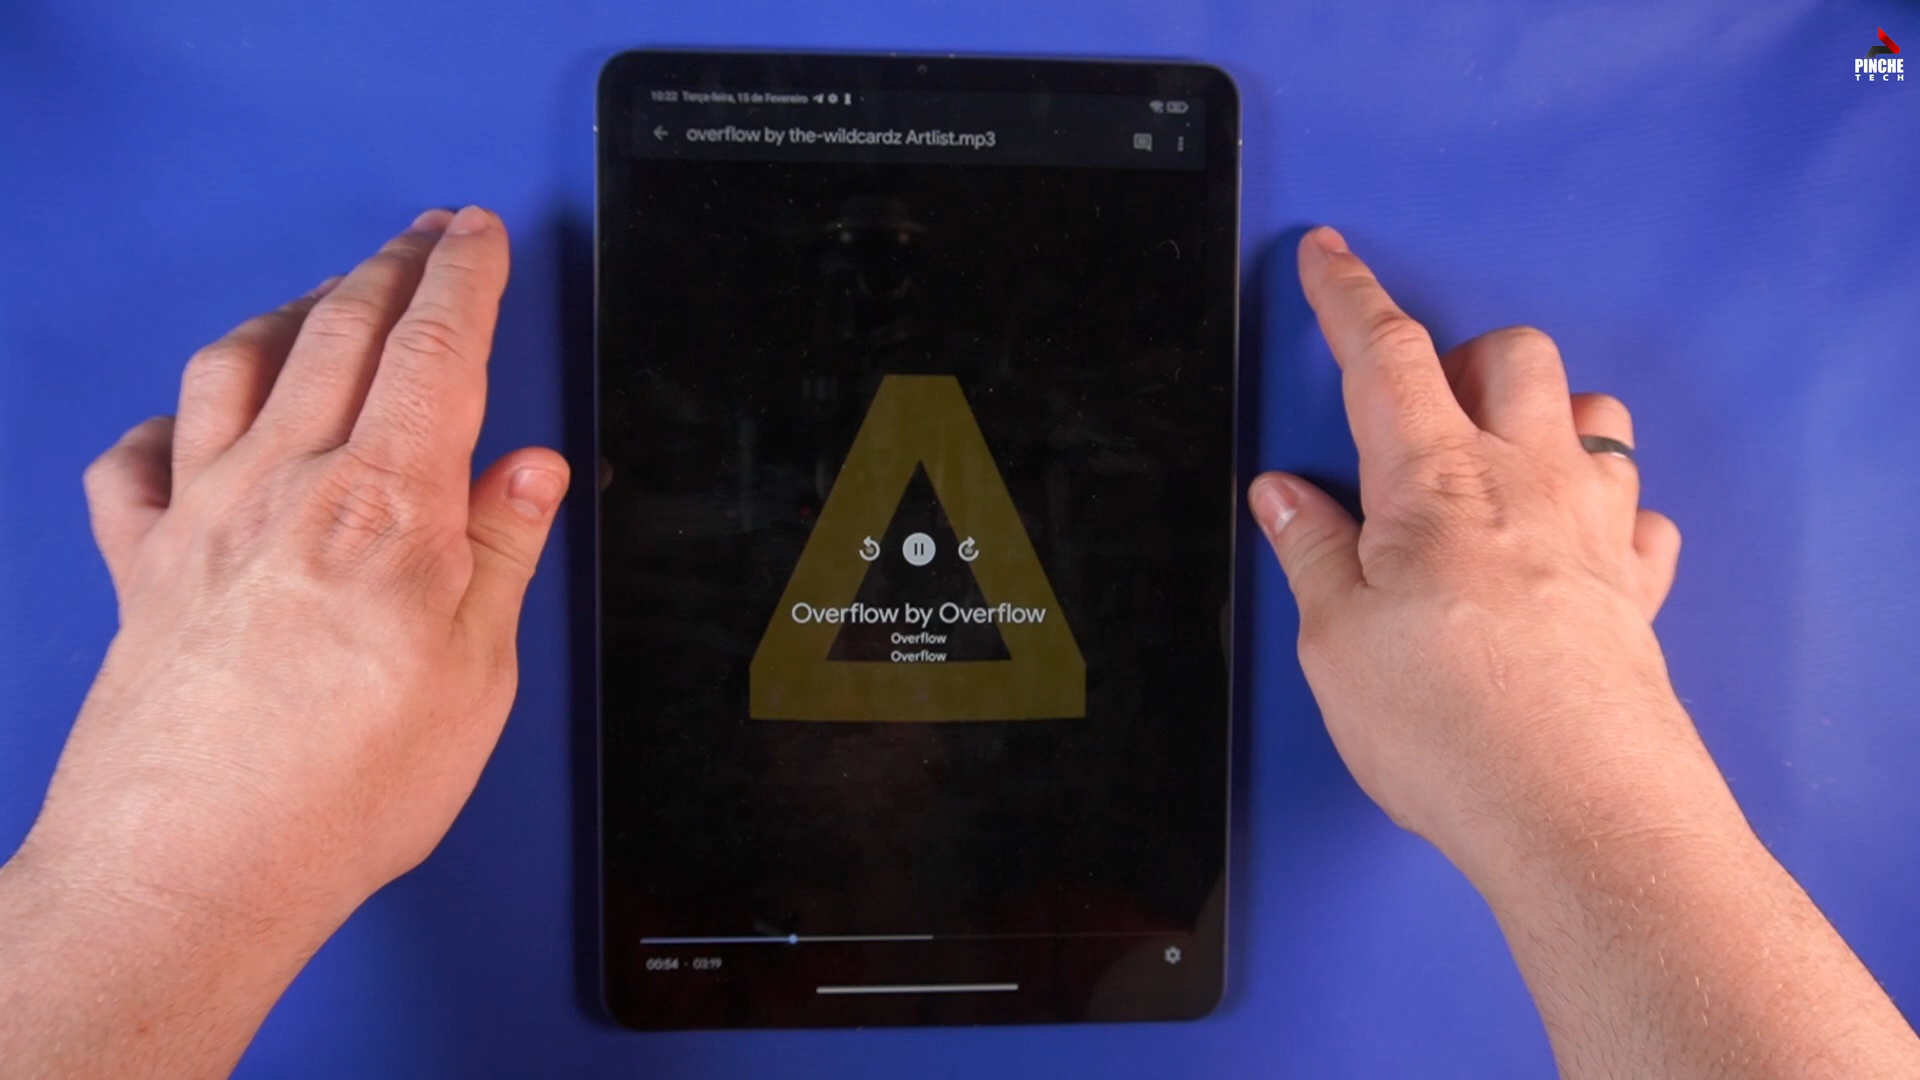 PINCHE
TECH
10:22 Terça-feira, 15 de Fevereiro
overflow by the-wildcardz Artlist.mp3
Overflow by Overflow
Overflow
Overflow
00:54 · 03:19